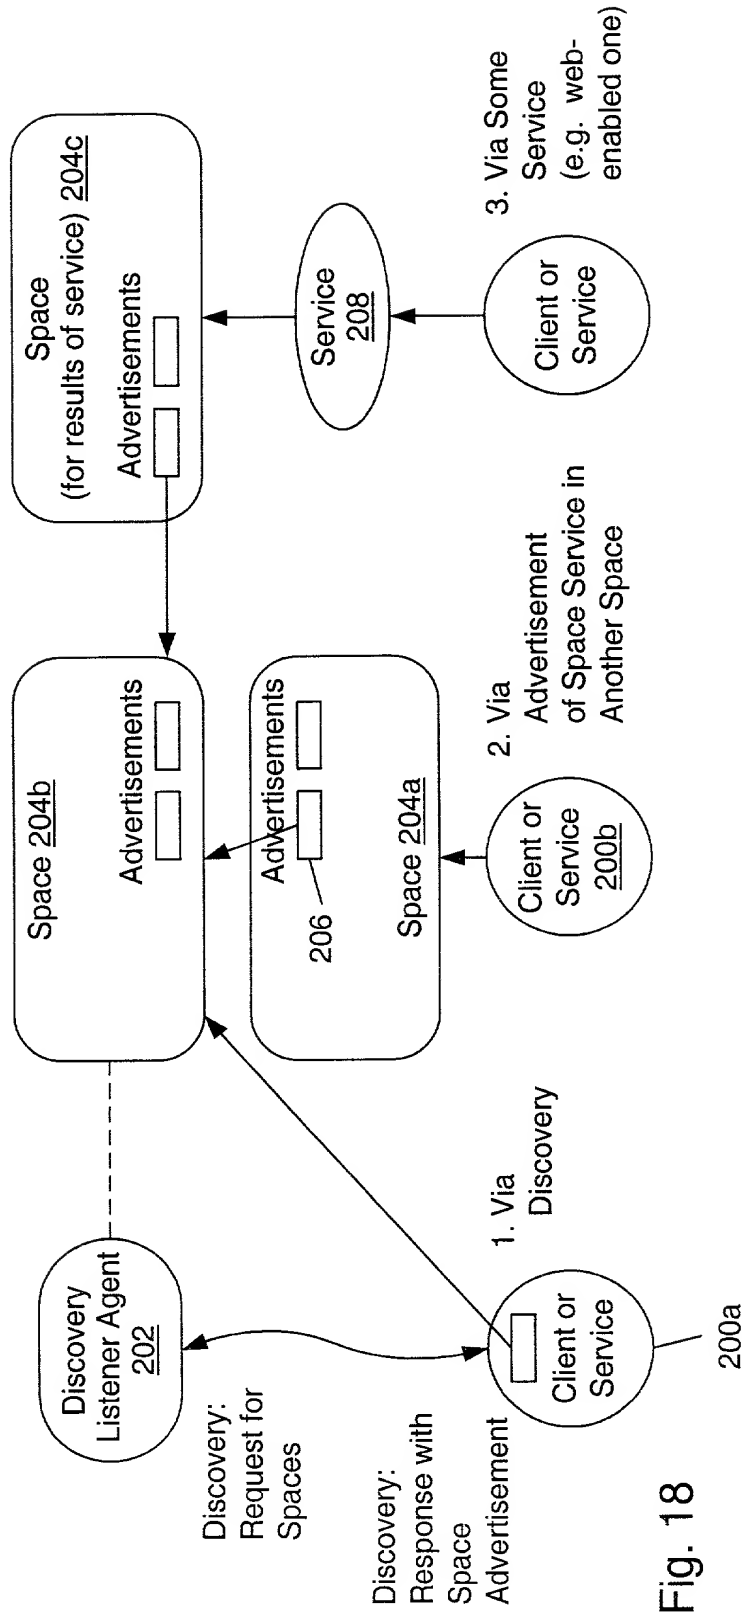 Discovery
Listener Agent
202
Discovery:
Request for
Spaces
Discovery:
Response with
Space
Advertisement
Client or
Service
200a
1. Via
Discovery
Space 204b
Advertisements
Advertisements
206
Space 204a
Client or
Service
200b
2. Via
Advertisement
of Space Service in
Another Space
Space
(for results of service) 204c
Advertisements
Service
208
Client or
Service
3. Via Some
Service
(e.g. web-
enabled one)
Fig. 18